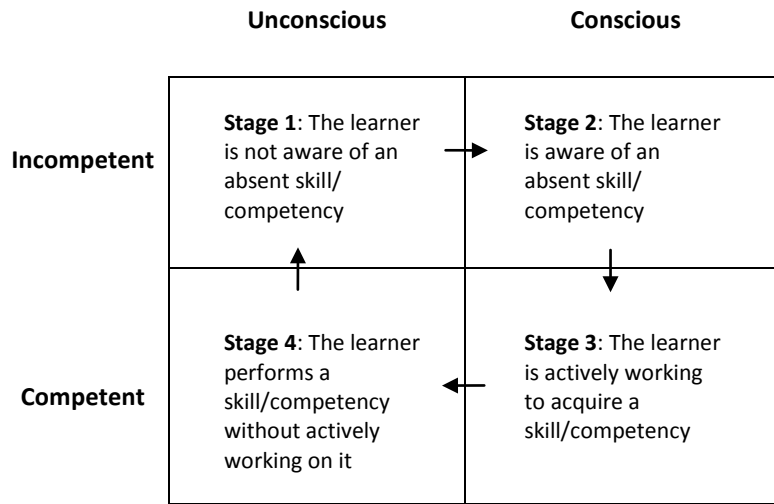 Unconscious
Conscious
Incompetent
Stage 1: The learner
is not aware of an
absent skill/
competency
Stage 2: The learner
is aware of an
absent skill/
competency
Competent
Stage 4: The learner
performs a
skill/competency
without actively
working on it
Stage 3: The learner
is actively working
to acquire a
skill/competency